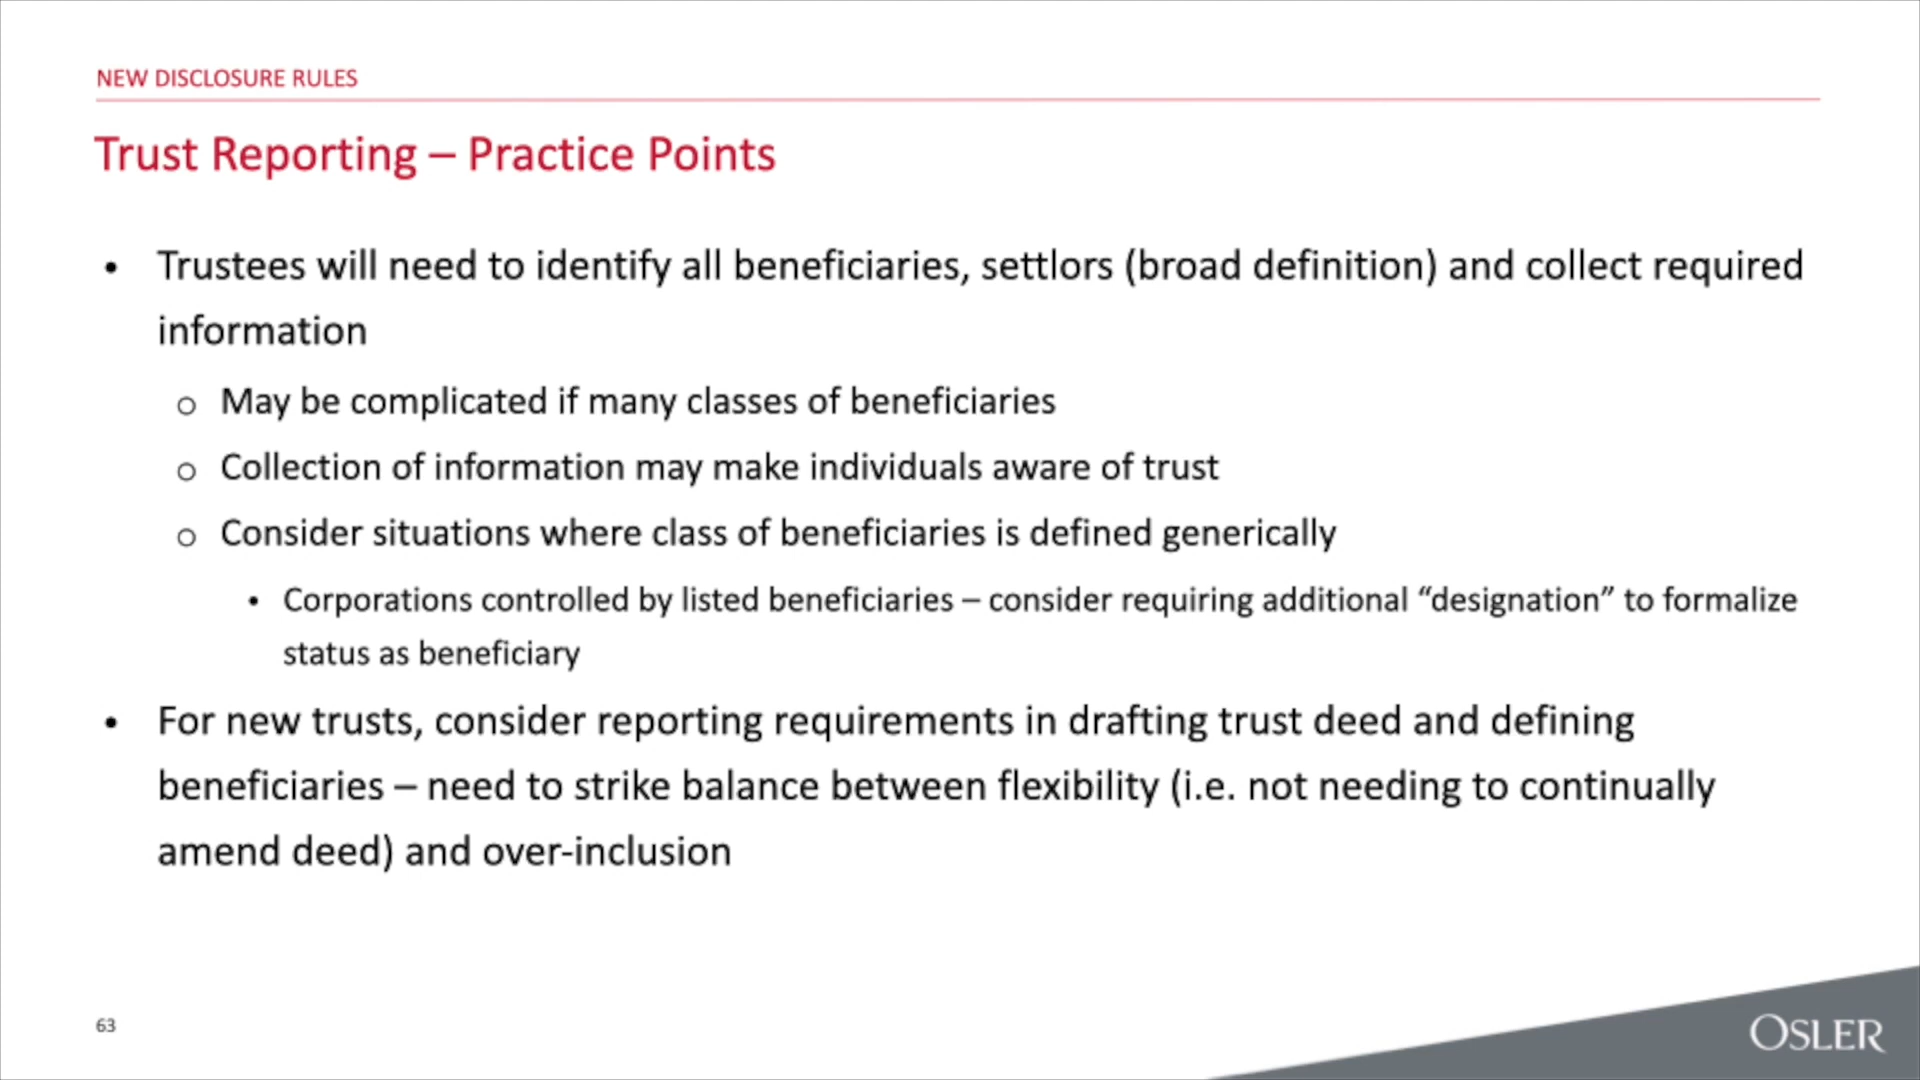 NEW DISCLOSURE RULES
Trust Reporting – Practice Points
• Trustees will need to identify all beneficiaries, settlors (broad definition) and collect required
information
o May be complicated if many classes of beneficiaries
o Collection of information may make individuals aware of trust
o Consider situations where class of beneficiaries is defined generically
• Corporations controlled by listed beneficiaries – consider requiring additional “designation” to formalize
status as beneficiary
• For new trusts, consider reporting requirements in drafting trust deed and defining
beneficiaries – need to strike balance between flexibility (i.e. not needing to continually
amend deed) and over-inclusion
63
OSLER